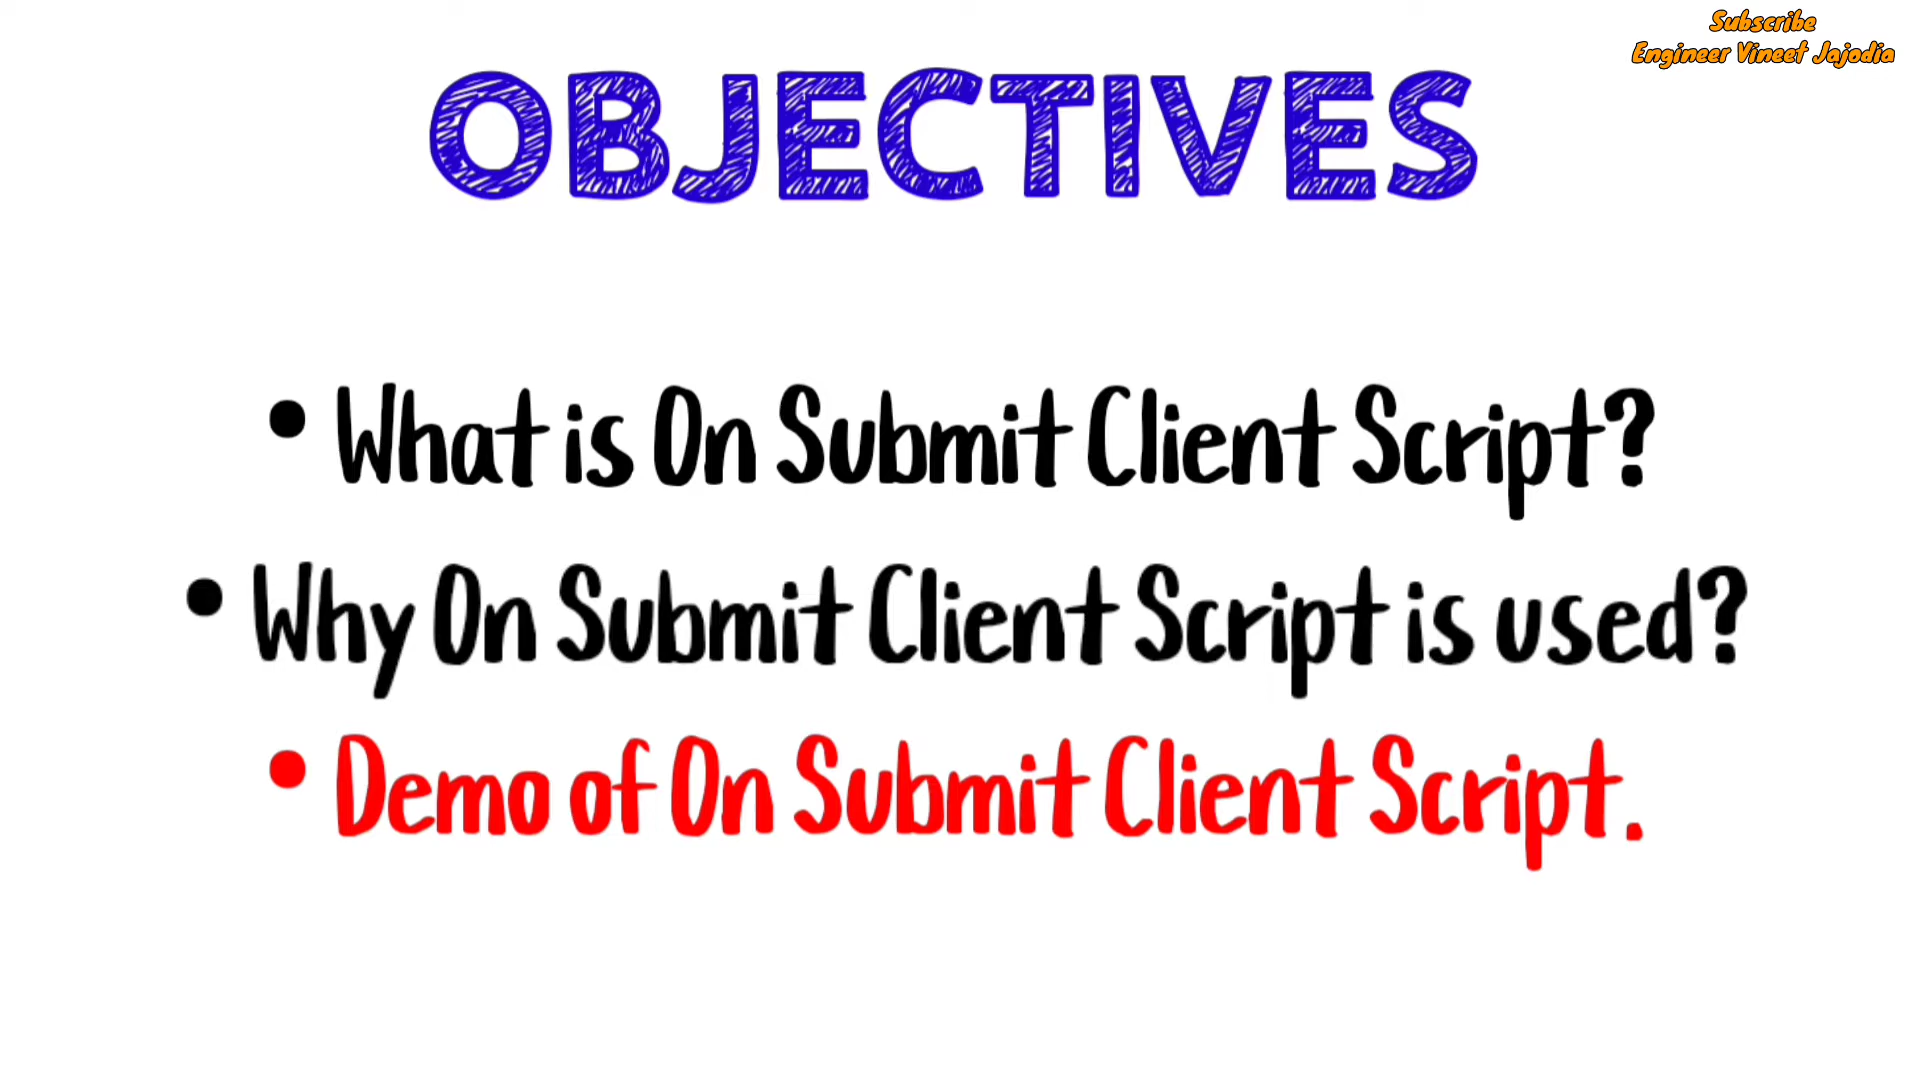 Subscribe
Engineer Vineet Jajodia
OBJECTIVES
• What is On Submit Client Script?
• Why On Submit Client Script is used?
• Demo of On Submit Client Script.